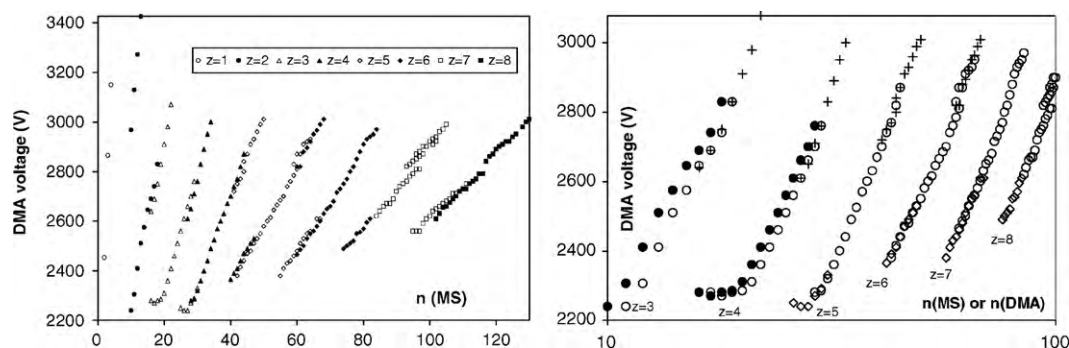 3400
3200
3000
2800
2600
2400
2200
DMA voltage (V)
z=1 z=2 z=3 z=4 z=5 z=6 z=7 z=8
n (MS)
0 20 40 60 80 100 120
3000
2800
2600
2400
2200
DMA voltage (V)
z=3
z=4
z=5
z=6
z=7
z=8
n(MS) or n(DMA)
10 100